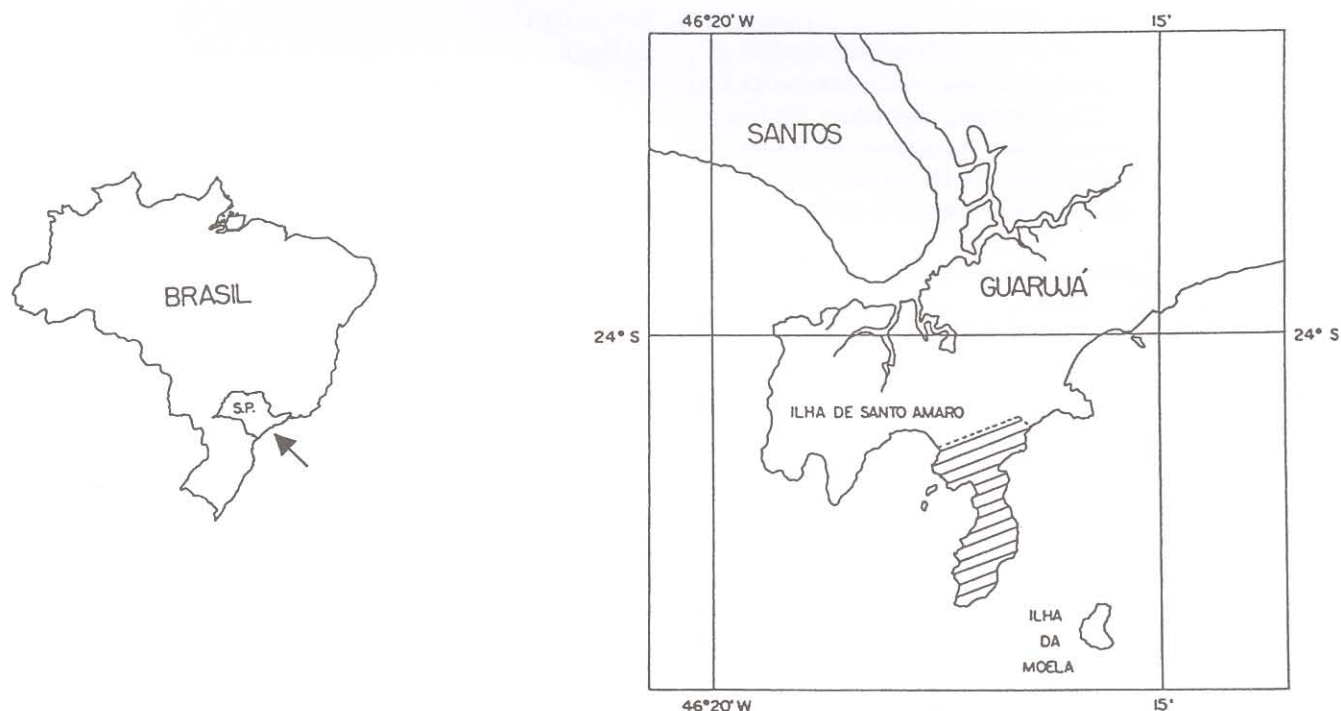 BRASIL
S.P.
46°20' W
15'
SANTOS
GUARUJÁ
24° S
24° S
ILHA DE SANTO AMARO
ILHA
DA
MOELA
46°20' W
15'